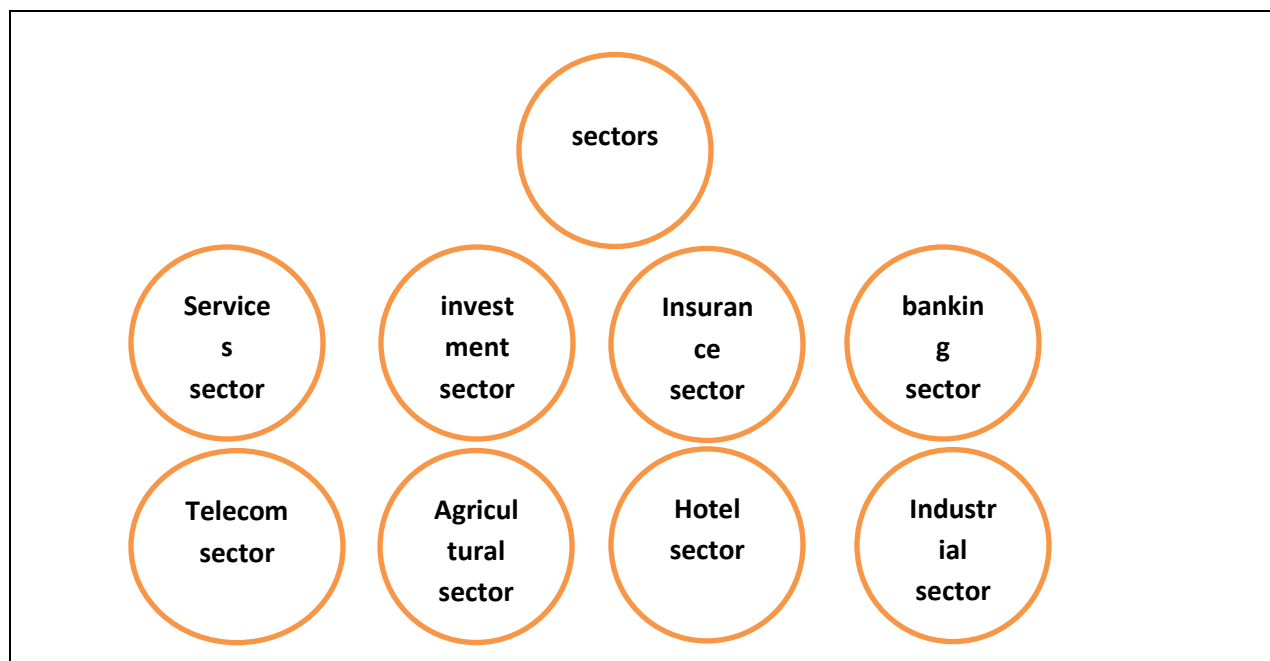 sectors
Service
s
sector
invest
ment
sector
Insuran
ce
sector
bankin
g
sector
Telecom
sector
Agricul
tural
sector
Hotel
sector
Industr
ial
sector